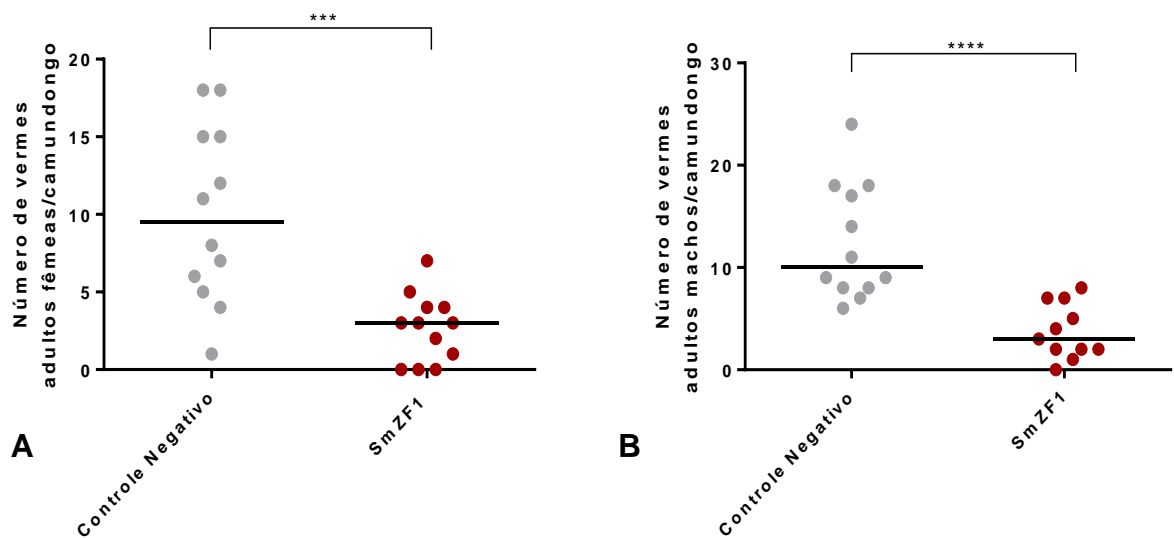 ***
Número de vermes
adultos fêmeas/camundongo
20
15
10
5
0
Controle Negativo
SmZF1
A
****
Número de vermes
adultos machos/camundongo
30
20
10
0
Controle Negativo
SmZF1
B